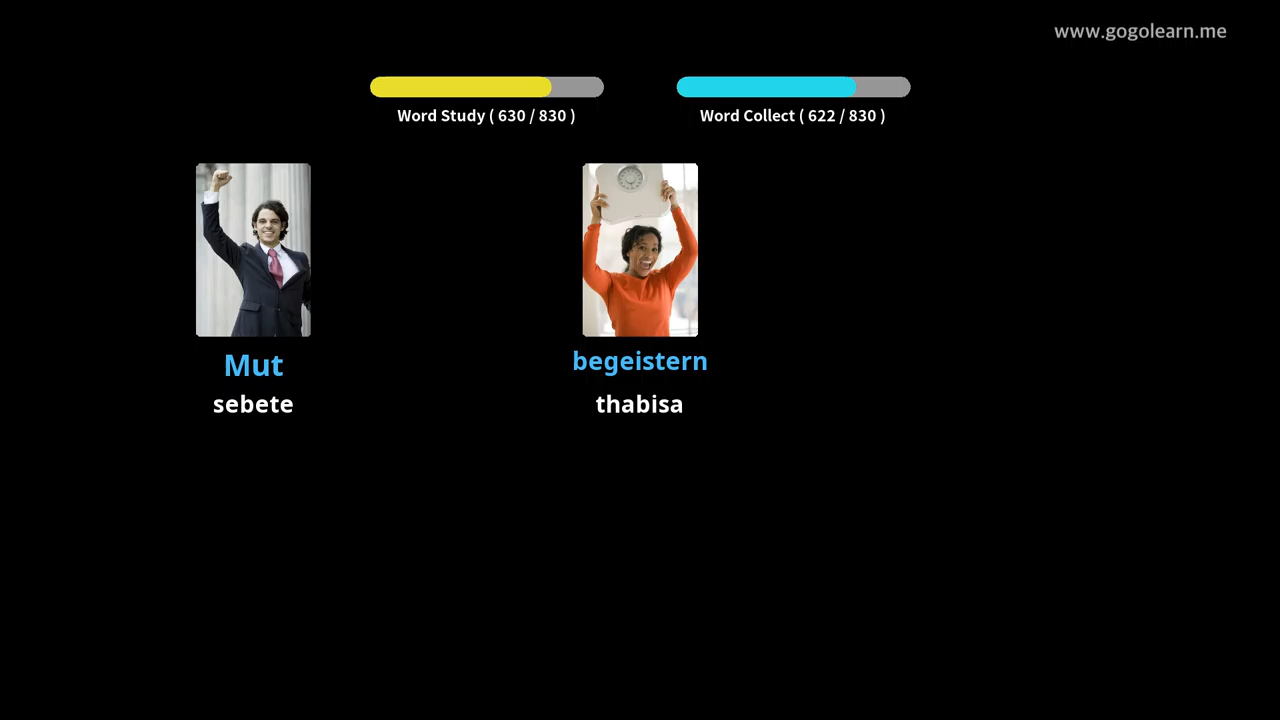 www.gogolearn.me
Word Study ( 630 / 830 )
Word Collect ( 622 / 830 )
Mut
sebete
begeistern
thabisa